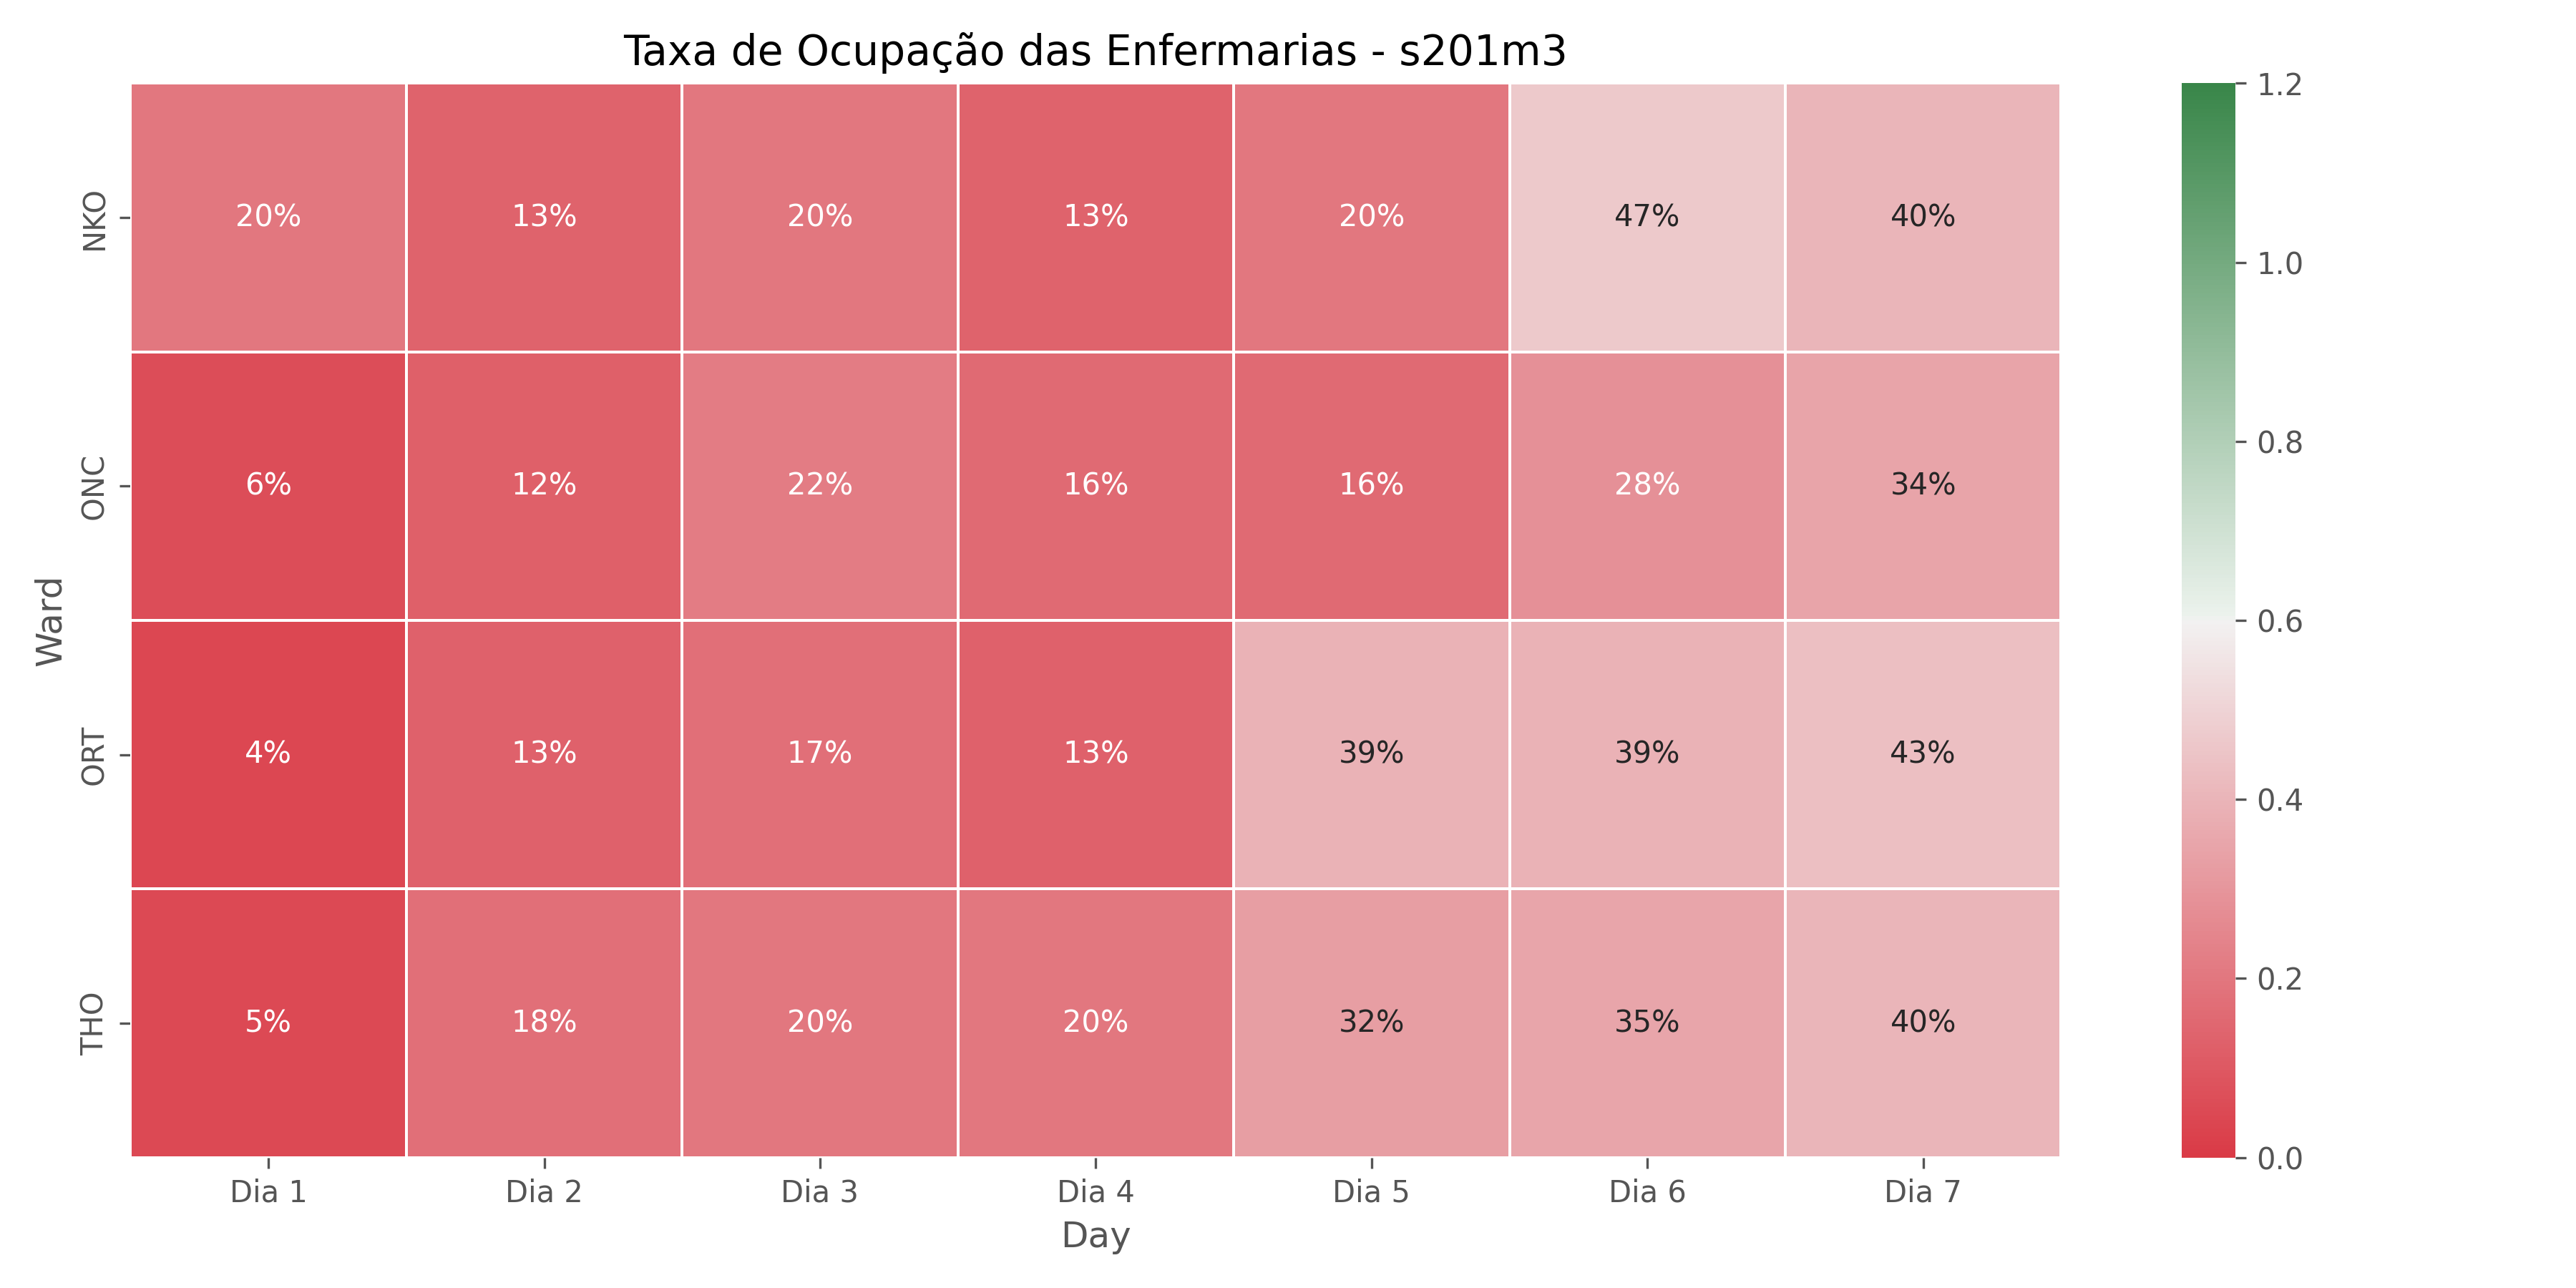 Taxa de Ocupação das Enfermarias - s201m3
NKO
20% 13% 20% 13% 20% 47% 40%
ONC
6% 12% 22% 16% 16% 28% 34%
ORT
4% 13% 17% 13% 39% 39% 43%
THO
5% 18% 20% 20% 32% 35% 40%
Ward
Dia 1 Dia 2 Dia 3 Dia 4 Dia 5 Dia 6 Dia 7
Day
1.2
1.0
0.8
0.6
0.4
0.2
0.0